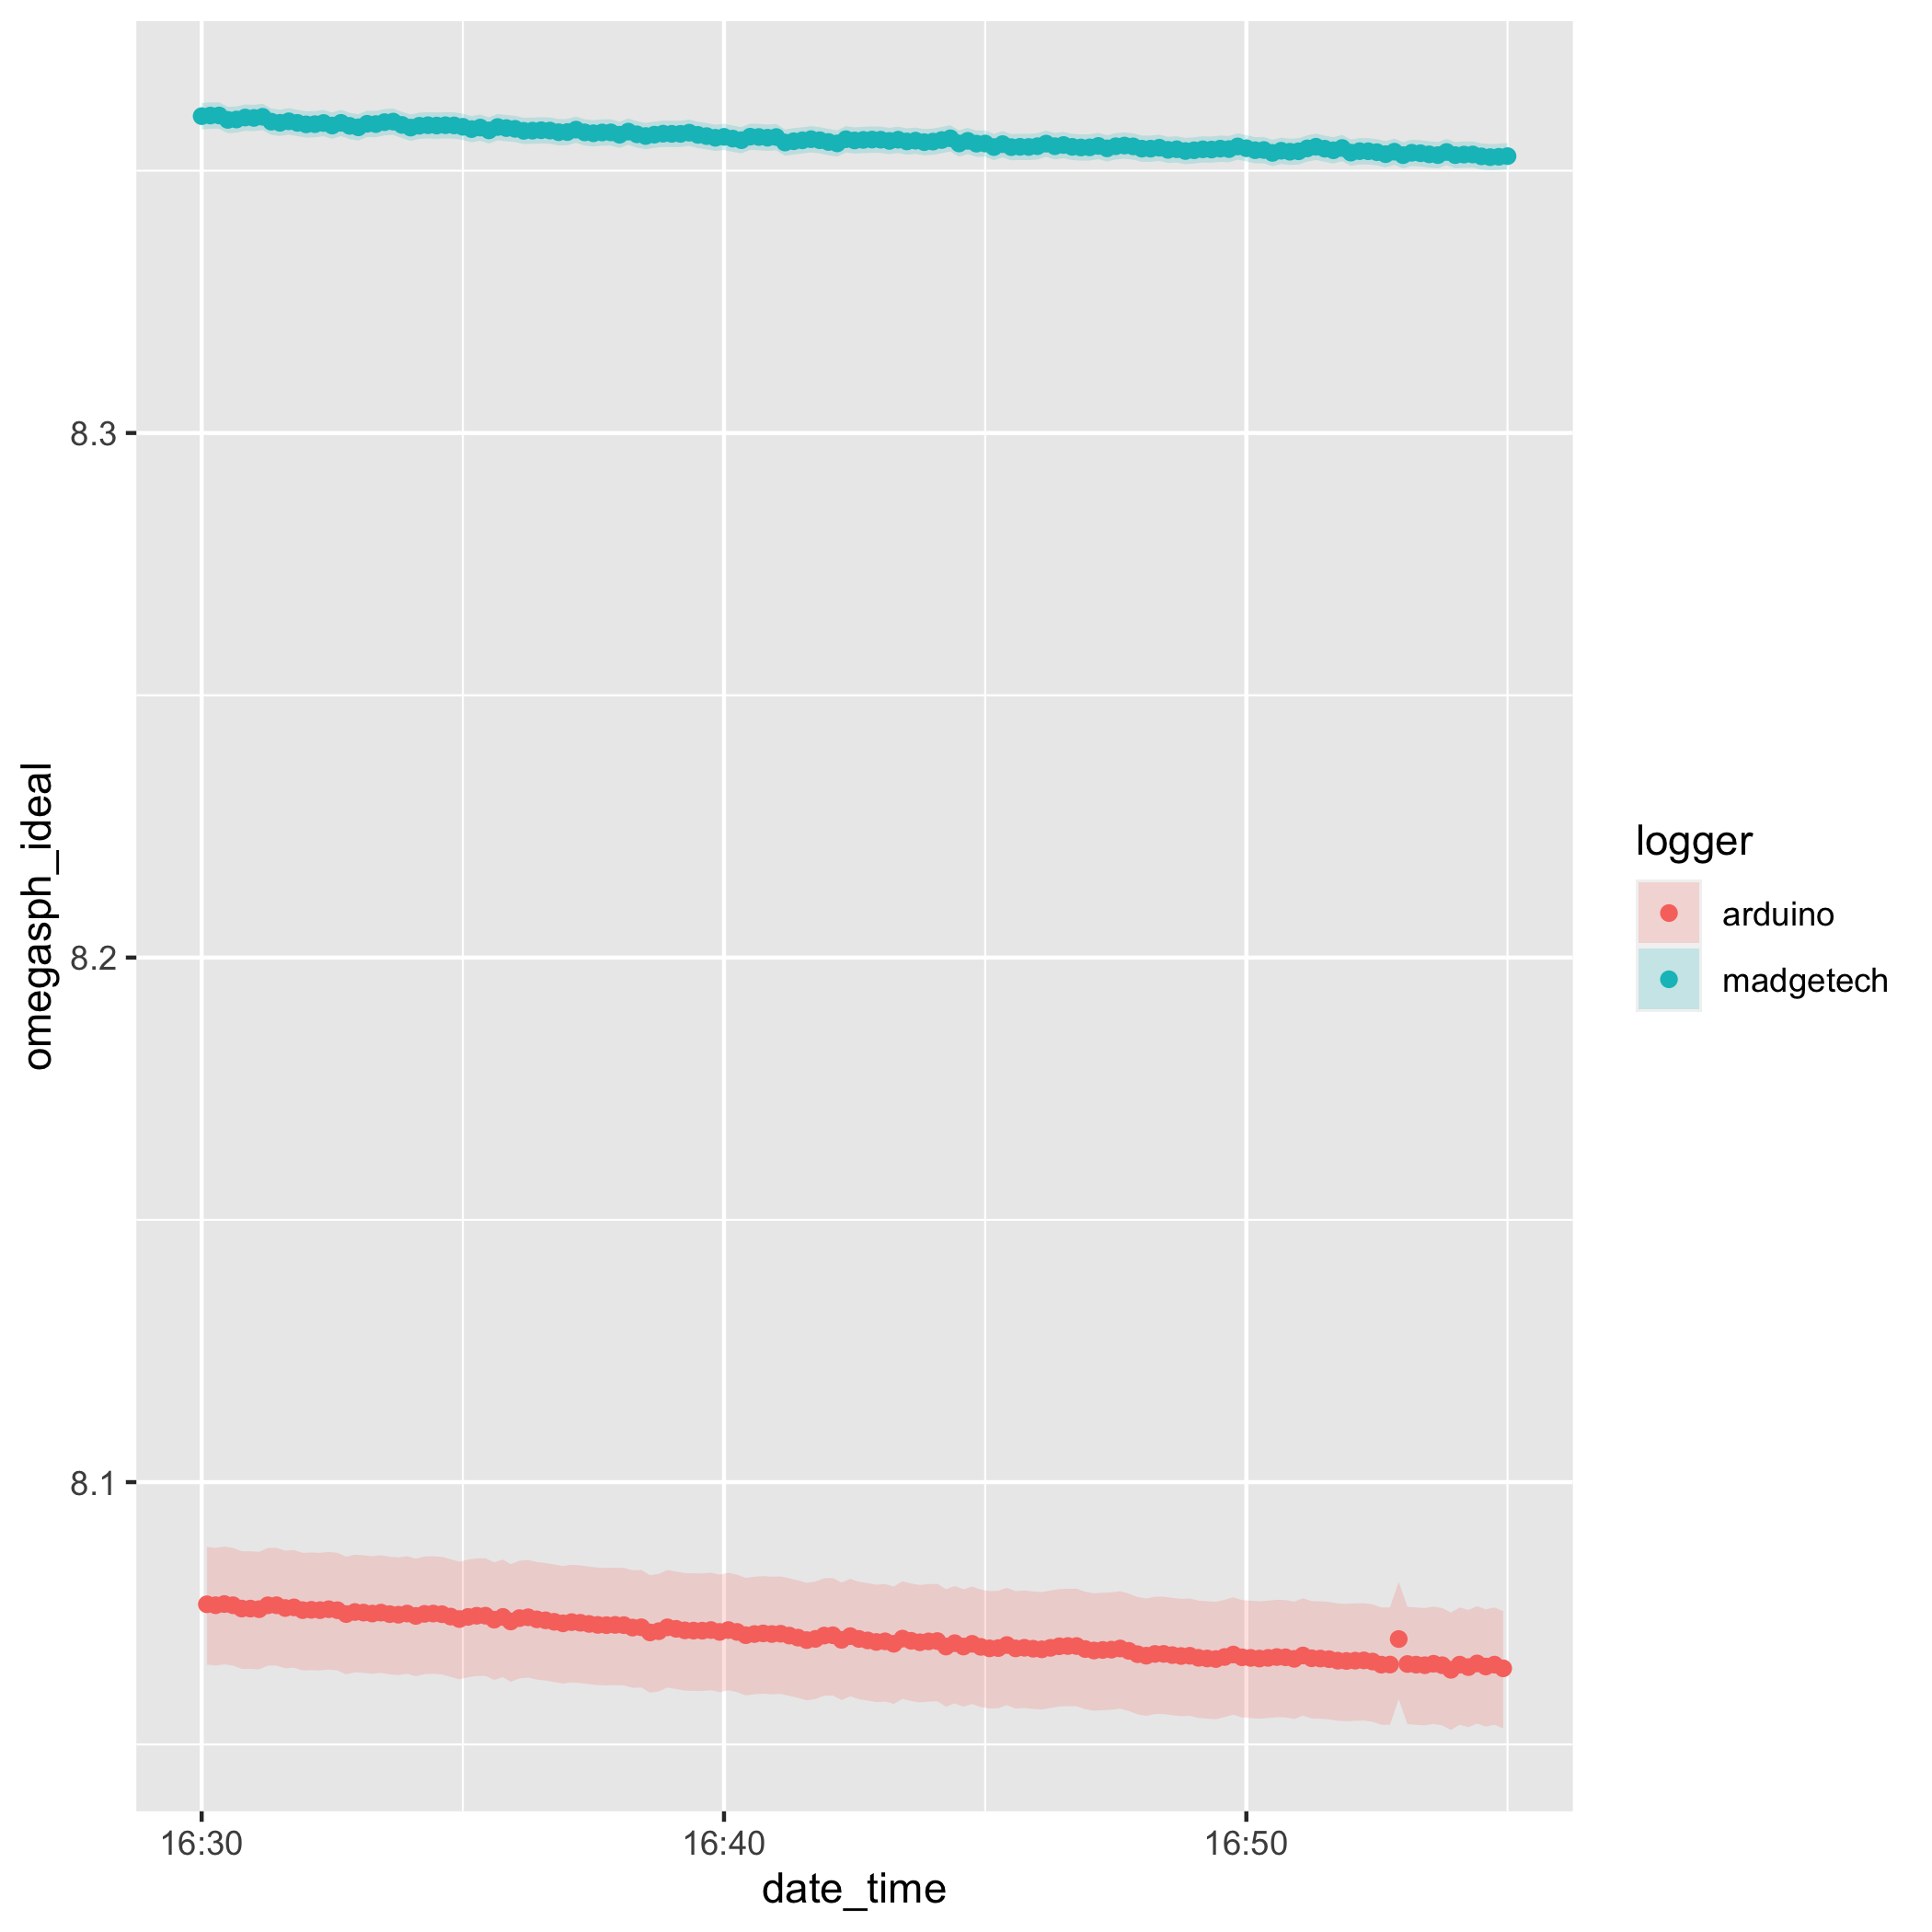 omegasph_ideal
8.3
8.2
8.1
16:30
16:40
16:50
date_time
logger
arduino
madgetech